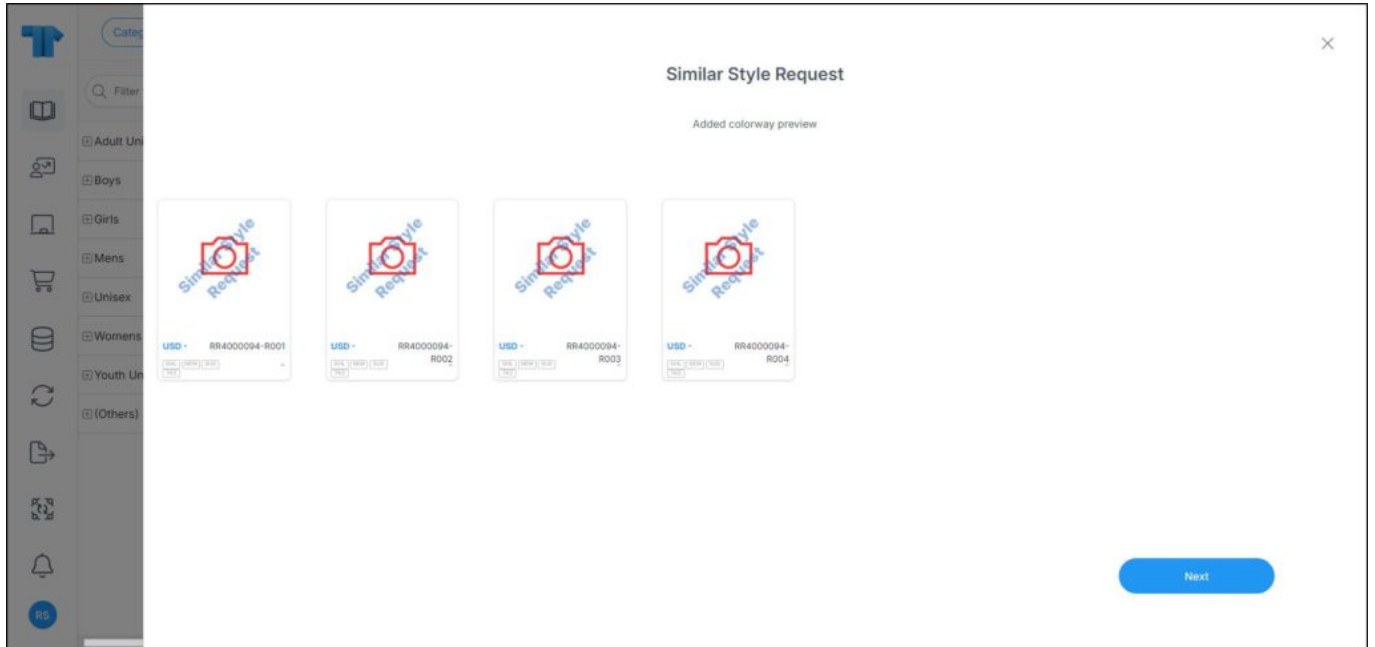 Categ
Similar Style Request
Filter
Added colorway preview
Adult Uni
Boys
Girls
Mens
Unisex
Womens
Youth Un
(Others)
Similar Style
Request
USD -
RR4000094-R001
-
Similar Style
Request
USD -
RR4000094-
R002
Similar Style
Request
USD -
RR4000094-
R003
Similar Style
Request
USD -
RR4000094-
R004
Next
RS